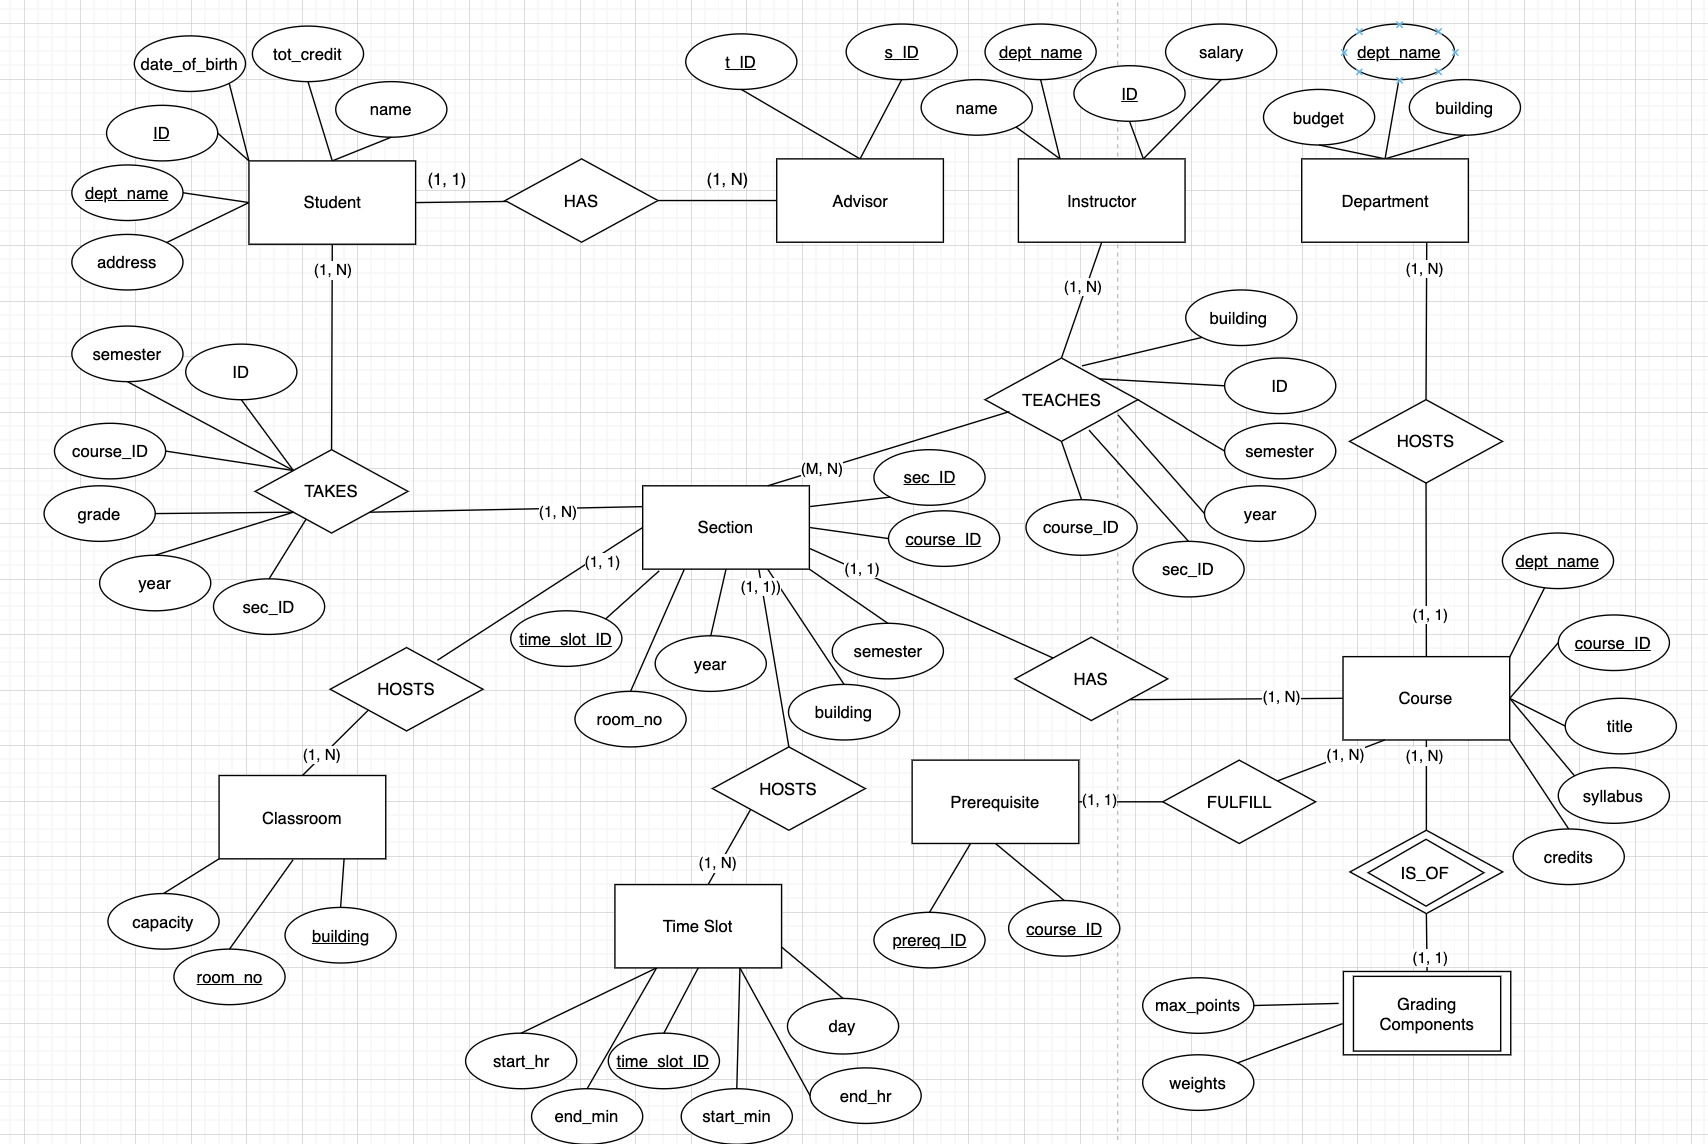 date_of_birth
tot_credit
name
ID
dept_name
address
Student
(1, 1)
HAS
(1, N)
t_ID
s_ID
Advisor
dept_name
name
ID
salary
Instructor
dept_name
budget
building
Department
(1, N)
(1, N)
(1, N)
semester
ID
course_ID
grade
year
sec_ID
TAKES
(1, N)
TEACHES
building
ID
semester
year
sec_ID
course_ID
(M, N)
HOSTS
(1, 1)
Section
sec_ID
course_ID
(1, 1)
(1, 1))
(1, 1)
time_slot_ID
room_no
year
building
semester
HOSTS
(1, N)
Classroom
capacity
room_no
building
HOSTS
(1, N)
Time Slot
start_hr
end_min
time_slot_ID
start_min
end_hr
day
HAS
(1, N)
Course
dept_name
course_ID
title
syllabus
credits
(1, N)
(1, N)
Prerequisite
(1, 1)
FULFILL
prereq_ID
course_ID
IS_OF
(1, 1)
Grading
Components
max_points
weights